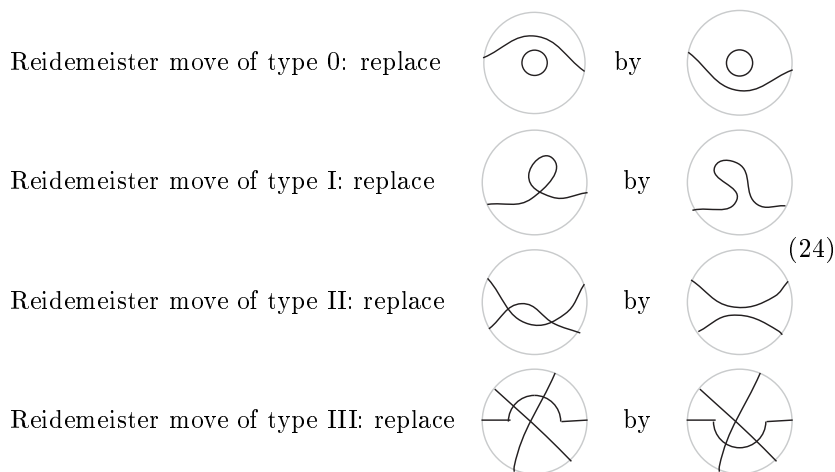 Reidemeister move of type 0: replace by
Reidemeister move of type I: replace by
(24)
Reidemeister move of type II: replace by
Reidemeister move of type III: replace by